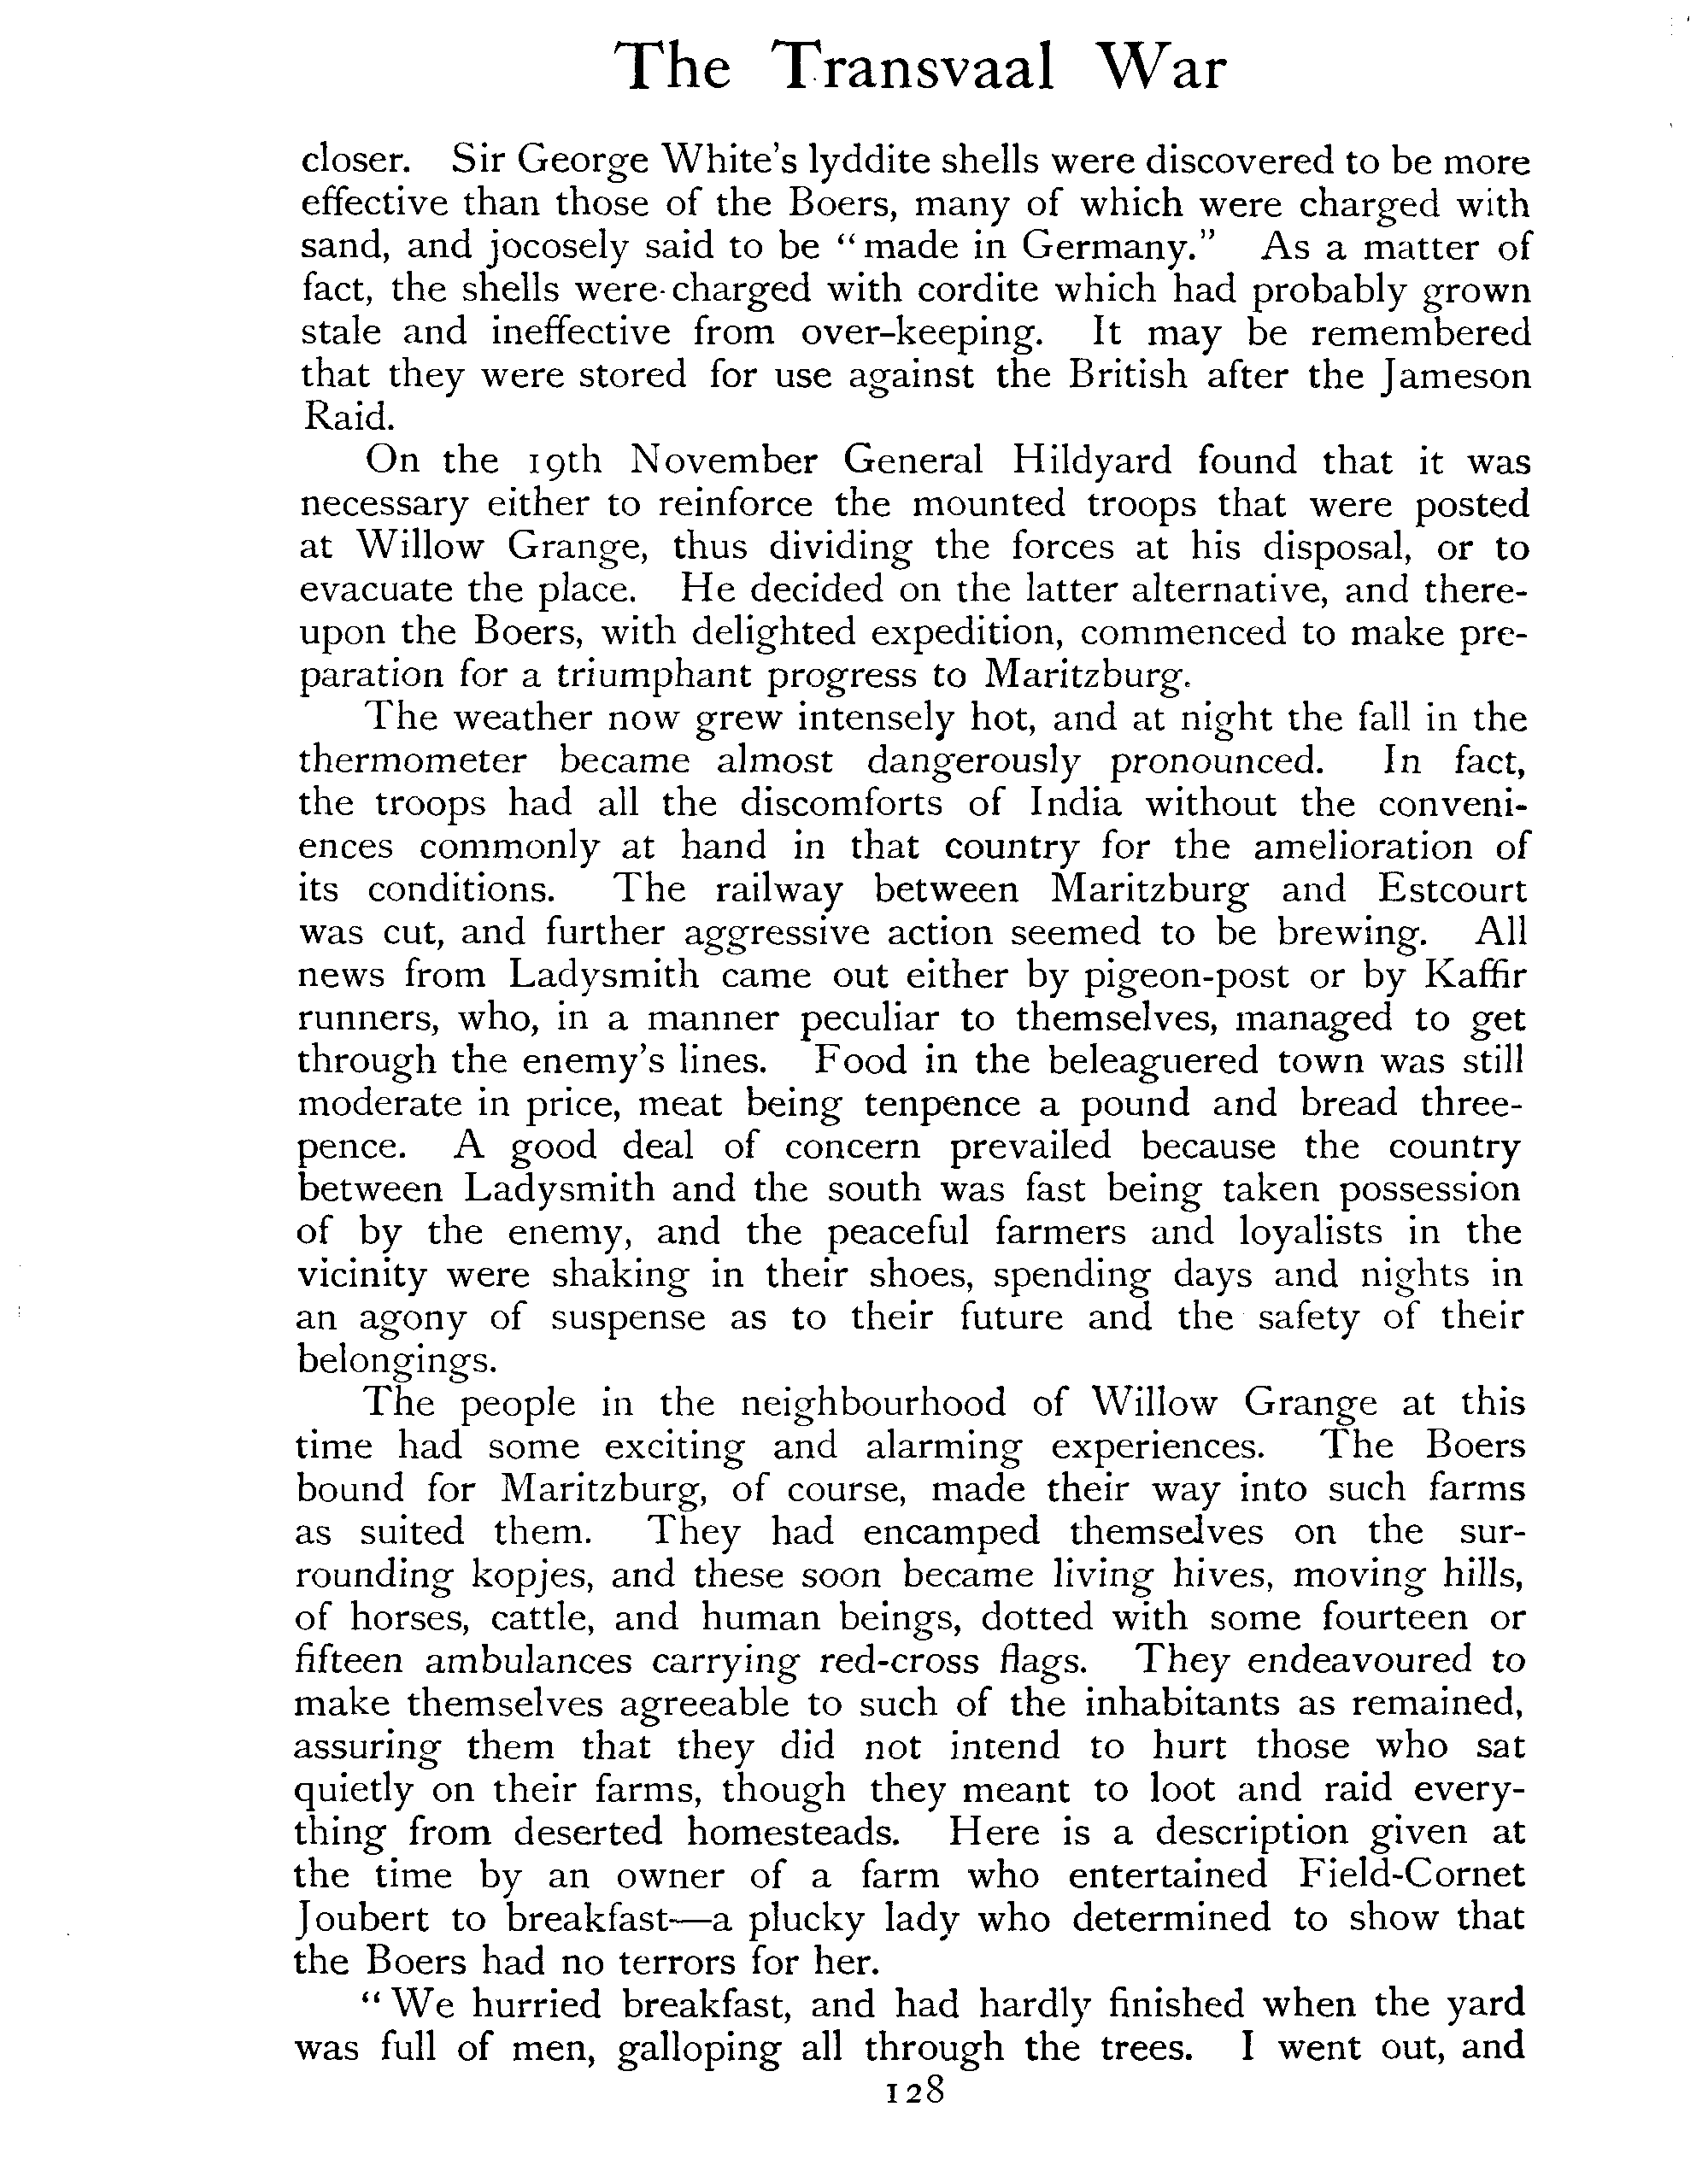 The Transvaal War
closer. Sir George White's lyddite shells were discovered to be more
effective than those of the Boers, many of which were charged with
sand, and jocosely said to be "made in Germany." As a matter of
fact, the shells were charged with cordite which had probably grown
stale and ineffective from over-keeping. It may be remembered
that they were stored for use against the British after the Jameson
Raid.
On the 19th November General Hildyard found that it was
necessary either to reinforce the mounted troops that were posted
at Willow Grange, thus dividing the forces at his disposal, or to
evacuate the place. He decided on the latter alternative, and there-
upon the Boers, with delighted expedition, commenced to make pre-
paration for a triumphant progress to Maritzburg.
The weather now grew intensely hot, and at night the fall in the
thermometer became almost dangerously pronounced. In fact,
the troops had all the discomforts of India without the conveni-
ences commonly at hand in that country for the amelioration of
its conditions. The railway between Maritzburg and Estcourt
was cut, and further aggressive action seemed to be brewing. All
news from Ladysmith came out either by pigeon-post or by Kaffir
runners, who, in a manner peculiar to themselves, managed to get
through the enemy's lines. Food in the beleaguered town was still
moderate in price, meat being tenpence a pound and bread three-
pence. A good deal of concern prevailed because the country
between Ladysmith and the south was fast being taken possession
of by the enemy, and the peaceful farmers and loyalists in the
vicinity were shaking in their shoes, spending days and nights in
an agony of suspense as to their future and the safety of their
belongings.
The people in the neighbourhood of Willow Grange at this
time had some exciting and alarming experiences. The Boers
bound for Maritzburg, of course, made their way into such farms
as suited them. They had encamped themselves on the sur-
rounding kopjes, and these soon became living hives, moving hills,
of horses, cattle, and human beings, dotted with some fourteen or
fifteen ambulances carrying red-cross flags. They endeavoured to
make themselves agreeable to such of the inhabitants as remained,
assuring them that they did not intend to hurt those who sat
quietly on their farms, though they meant to loot and raid every-
thing from deserted homesteads. Here is a description given at
the time by an owner of a farm who entertained Field-Cornet
Joubert to breakfast—a plucky lady who determined to show that
the Boers had no terrors for her.
"We hurried breakfast, and had hardly finished when the yard
was full of men, galloping all through the trees. I went out, and
128